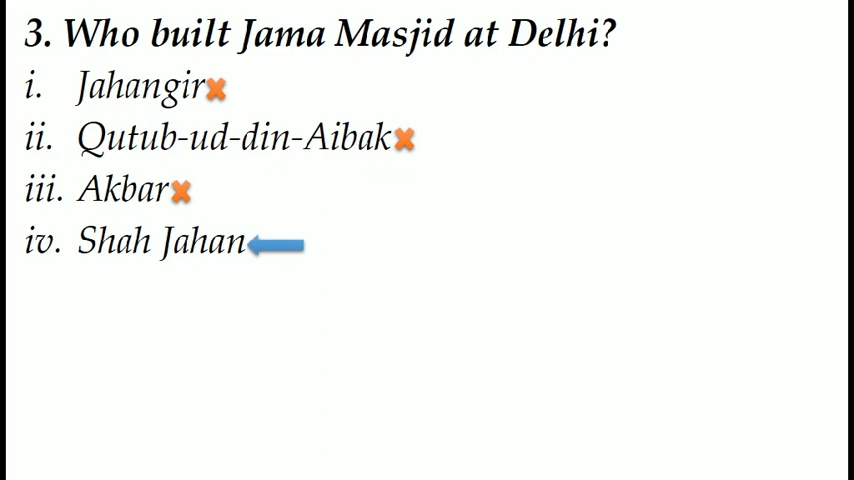 3. Who built Jama Masjid at Delhi?
i. Jahangir
ii. Qutub-ud-din-Aibak
iii. Akbar
iv. Shah Jahan